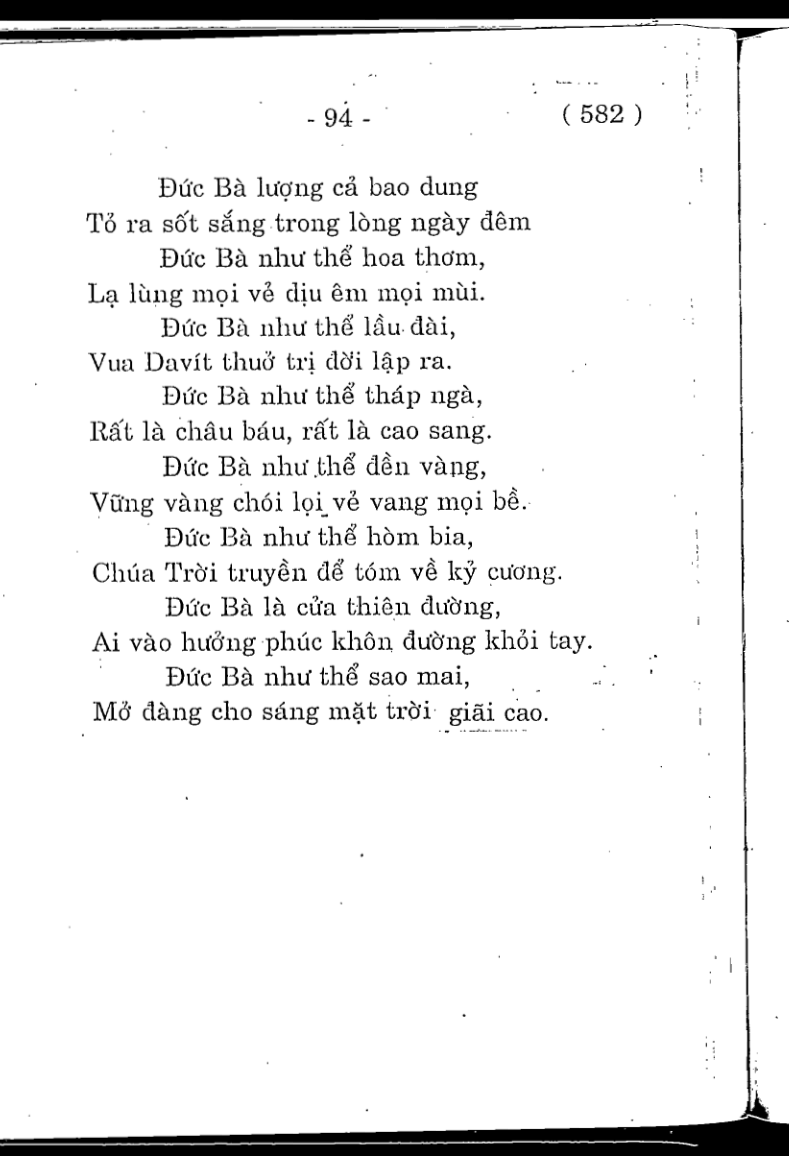 - 94 - ( 582 )
Đức Bà lượng cả bao dung
Tỏ ra sốt sắng trong lòng ngày đêm
Đức Bà như thể hoa thơm,
Lạ lùng mọi vẻ dịu êm mọi mùi.
Đức Bà như thể lầu đài,
Vua Davít thuở trị đời lập ra.
Đức Bà như thể tháp ngà,
Rất là châu báu, rất là cao sang.
Đức Bà như thể đền vàng,
Vững vàng chói lọi vẻ vang mọi bề.
Đức Bà như thể hòm bia,
Chúa Trời truyền để tóm về kỷ cương.
Đức Bà là cửa thiên đường,
Ai vào hưởng phúc khôn đường khỏi tay.
Đức Bà như thể sao mai,
Mở đàng cho sáng mặt trời giãi cao.